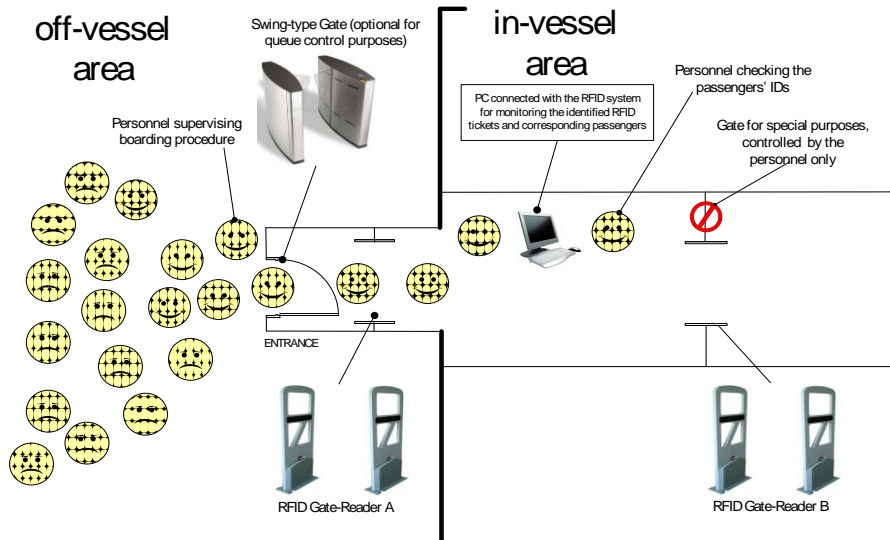 off-vessel
area
Swing-type Gate (optional for
queue control purposes)
in-vessel
area
Personnel checking the
passengers' IDs
PC connected with the RFID system
for monitoring the identified RFID
tickets and corresponding passengers
Gate for special purposes,
controlled by the
personnel only
Personnel supervising
boarding procedure
ENTRANCE
RFID Gate-Reader A
RFID Gate-Reader B